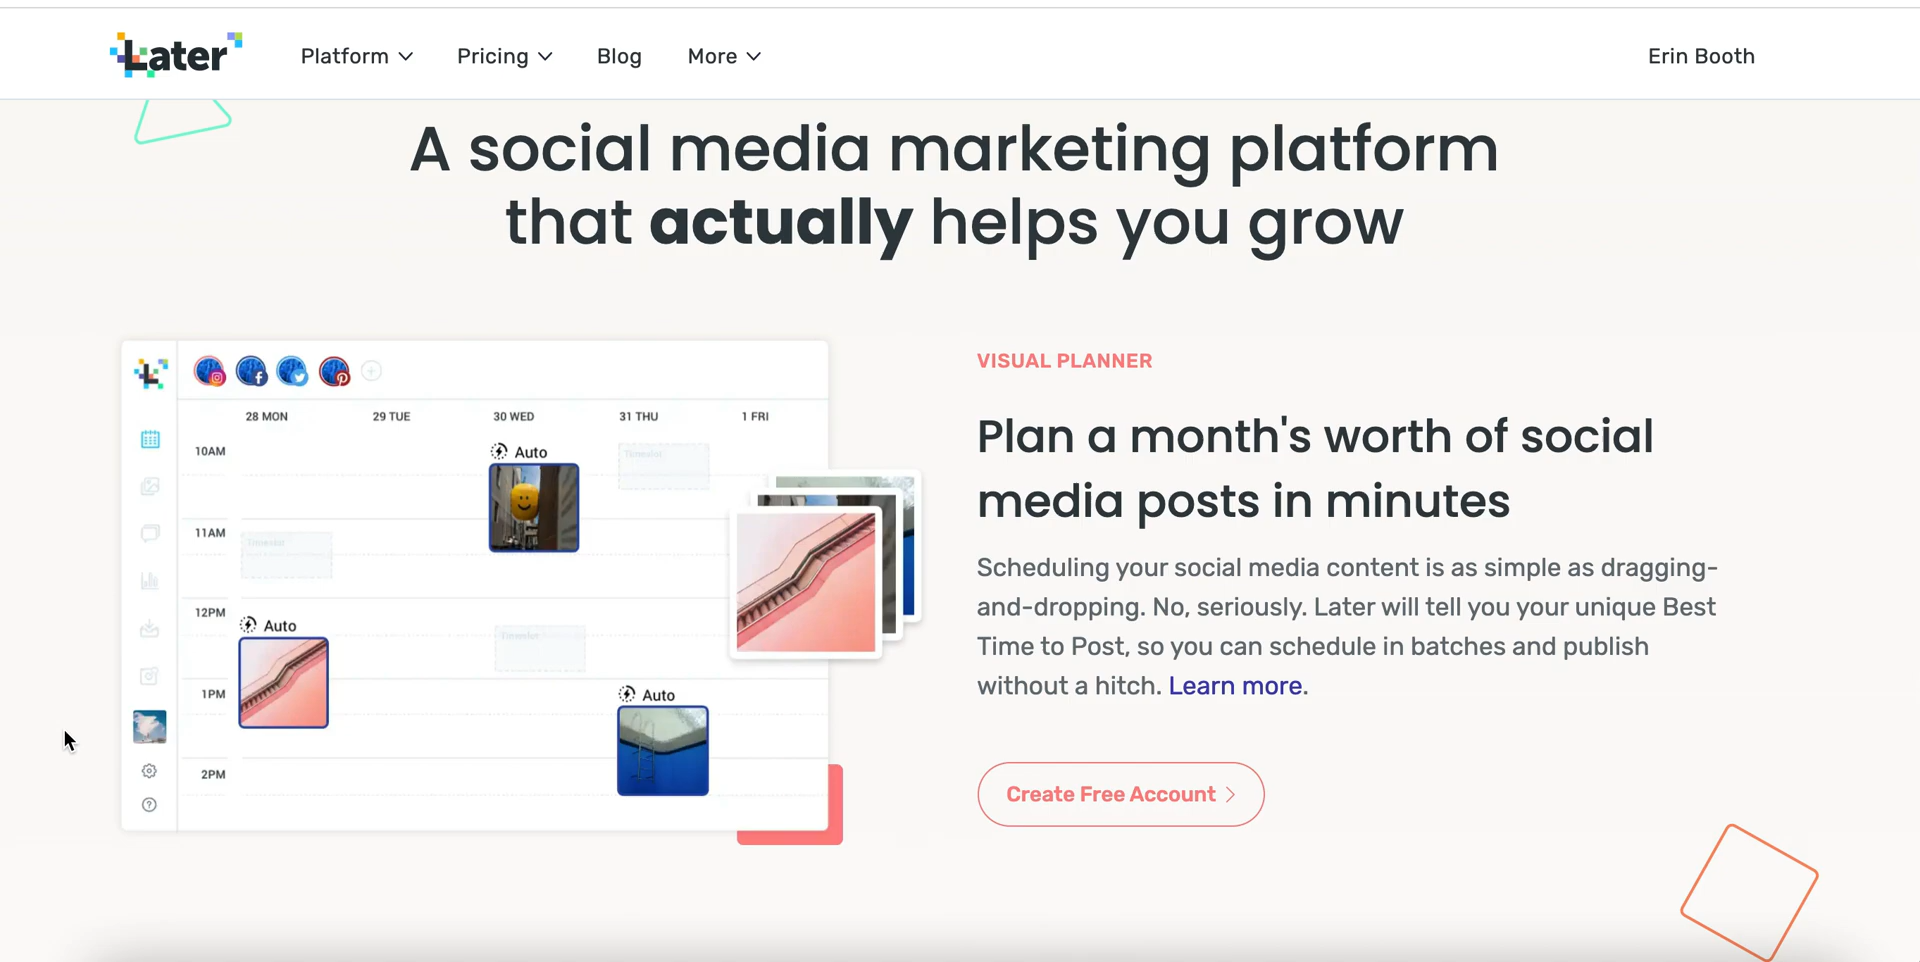 Later
Platform
Pricing
Blog
More
Erin Booth
A social media marketing platform
that actually helps you grow
28 MON
29 TUE
30 WED
31 THU
1 FRI
10AM
Auto
Timeslot
11AM
Timeslot
12PM
Auto
Timeslot
1PM
Auto
2PM
VISUAL PLANNER
Plan a month's worth of social
media posts in minutes
Scheduling your social media content is as simple as dragging-
and-dropping. No, seriously. Later will tell you your unique Best
Time to Post, so you can schedule in batches and publish
without a hitch. Learn more.
Create Free Account